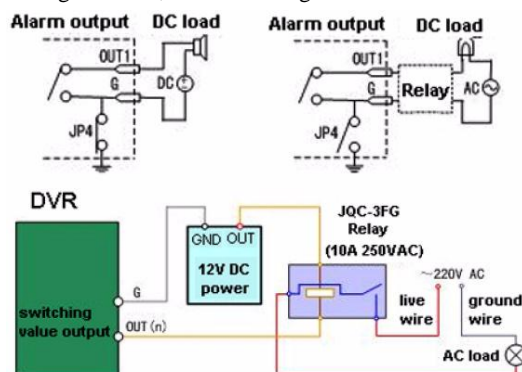 Alarm output
DC load
OUT1
G
DC
JP4
Alarm output
DC load
OUT1
G
Relay
AC
JP4
DVR
GND OUT
12V DC
power
JQC-3FG
Relay
(10A 250VAC)
G
switching
value output
OUT(n)
~220V AC
live
wire
ground
wire
AC load